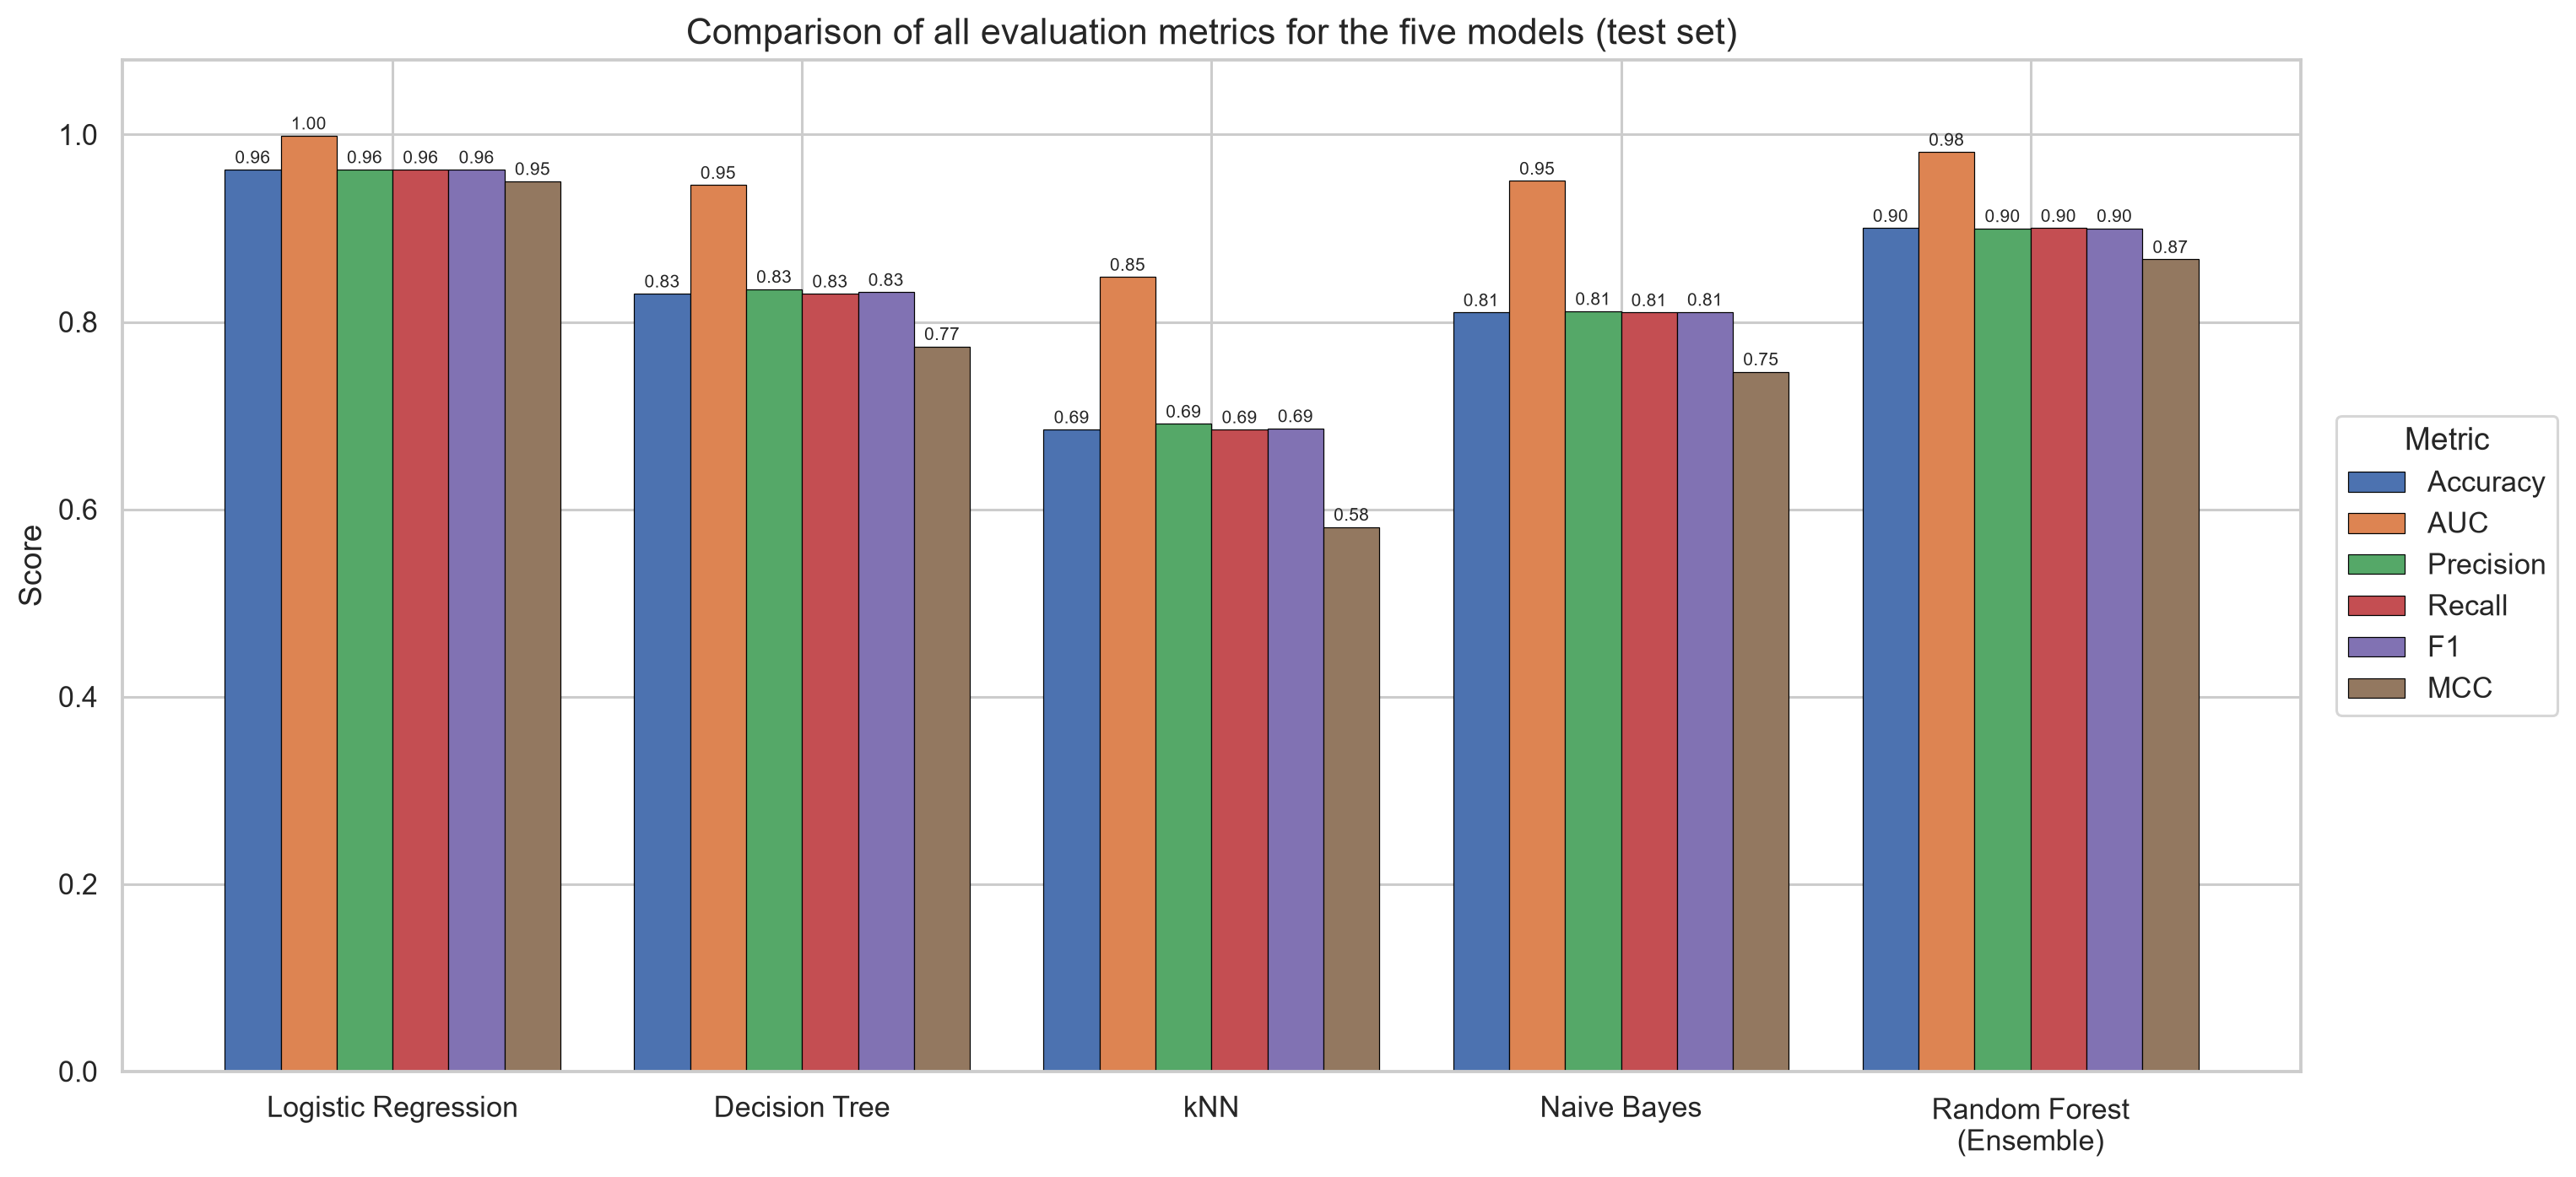 Comparison of all evaluation metrics for the five models (test set)
Score
1.0
0.8
0.6
0.4
0.2
0.0
0.96 1.00 0.96 0.96 0.96 0.95
0.83 0.95 0.83 0.83 0.83 0.77
0.69 0.85 0.69 0.69 0.69 0.58
0.81 0.95 0.81 0.81 0.81 0.75
0.90 0.98 0.90 0.90 0.90 0.87
Logistic Regression
Decision Tree
kNN
Naive Bayes
Random Forest
(Ensemble)
Metric
Accuracy
AUC
Precision
Recall
F1
MCC